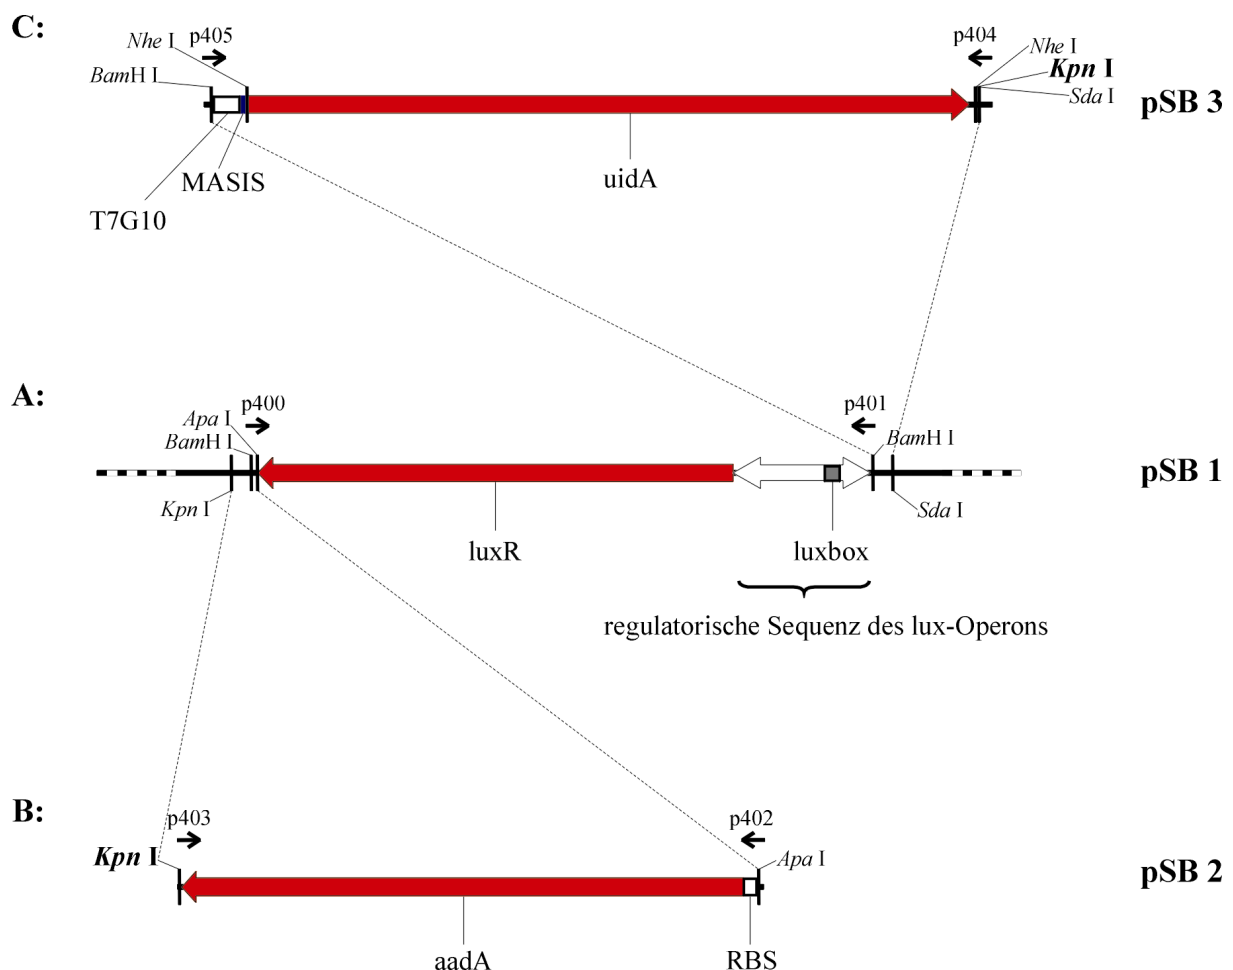 C:
p405
p404
Nhe I
Nhe I
Kpn I
BamH I
Sda I
pSB 3
MASIS
uidA
T7G10
A:
p400
p401
Apa I
BamH I
BamH I
pSB 1
Kpn I
Sda I
luxR
luxbox
regulatorische Sequenz des lux-Operons
B:
p403
p402
Kpn I
Apa I
pSB 2
aadA
RBS